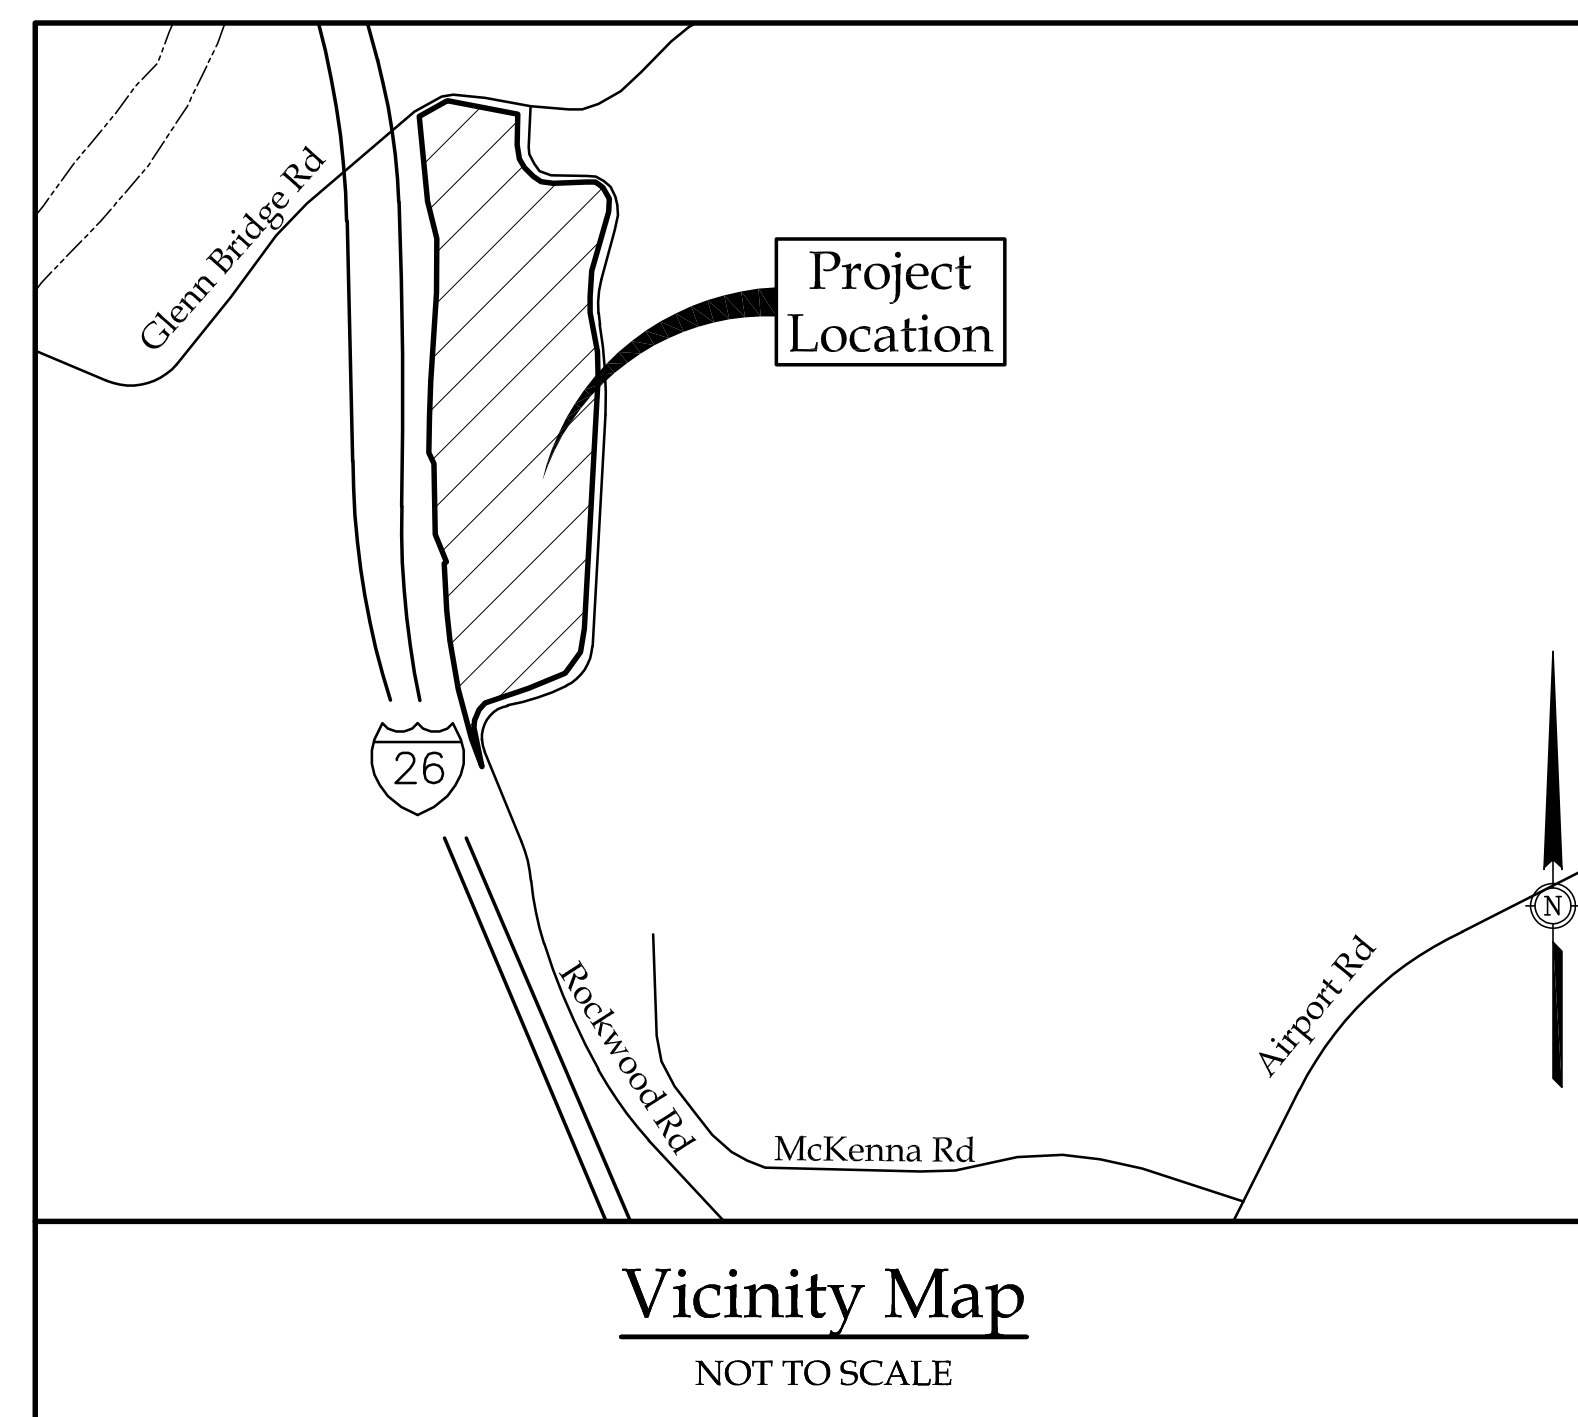 Glenn Bridge Rd
Project
Location
26
N
Rockwood Rd
Airport Rd
McKenna Rd
Vicinity Map
NOT TO SCALE